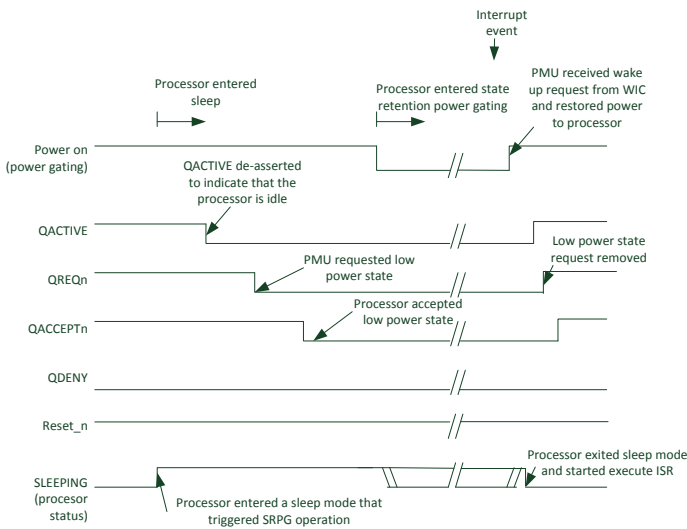 Interrupt
event
Processor entered
sleep
Processor entered state
retention power gating
PMU received wake
up request from WIC
and restored power
to processor
Power on
(power gating)
QACTIVE de-asserted
to indicate that the
processor is idle
QACTIVE
Low power state
request removed
PMU requested low
power state
QREQn
Processor accepted
low power state
QACCEPTn
QDENY
Reset_n
Processor exited sleep mode
and started execute ISR
SLEEPING
(procesor
status)
Processor entered a sleep mode that
triggered SRPG operation